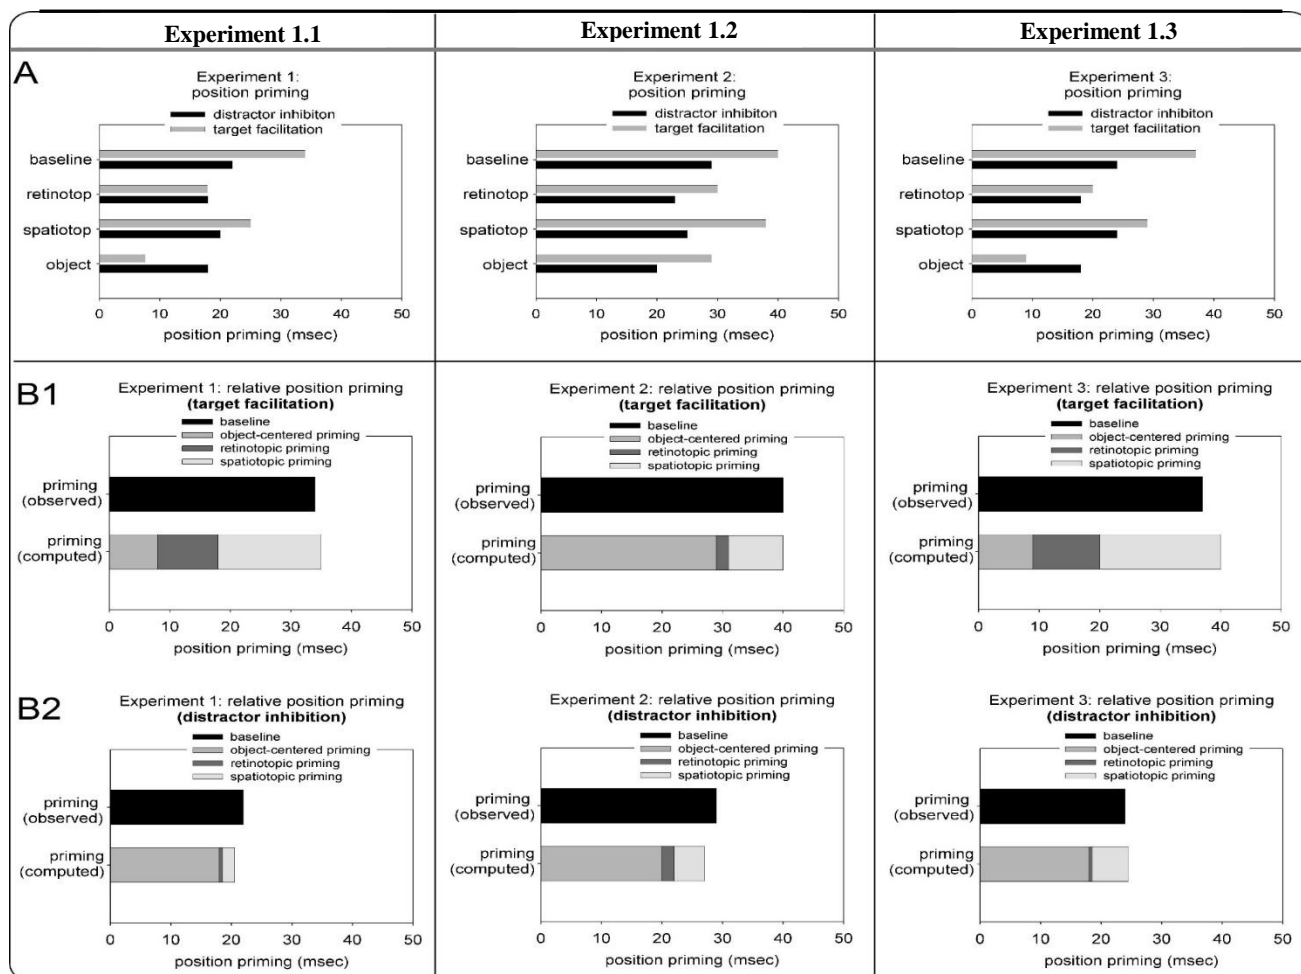 Experiment 1.1
Experiment 1.2
Experiment 1.3
A
Experiment 1:
position priming
distractor inhibiton
target facilitation
baseline
retinotop
spatiotop
object
0 10 20 30 40 50
position priming (msec)
Experiment 2:
position priming
distractor inhibiton
target facilitation
baseline
retinotop
spatiotop
object
0 10 20 30 40 50
position priming (msec)
Experiment 3:
position priming
distractor inhibiton
target facilitation
baseline
retinotop
spatiotop
object
0 10 20 30 40 50
position priming (msec)
B1
Experiment 1: relative position priming
(target facilitation)
baseline
object-centered priming
retinotopic priming
spatiotopic priming
priming
(observed)
priming
(computed)
0 10 20 30 40 50
position priming (msec)
Experiment 2: relative position priming
(target facilitation)
baseline
object-centered priming
retinotopic priming
spatiotopic priming
priming
(observed)
priming
(computed)
0 10 20 30 40 50
position priming (msec)
Experiment 3: relative position priming
(target facilitation)
baseline
object-centered priming
retinotopic priming
spatiotopic priming
priming
(observed)
priming
(computed)
0 10 20 30 40 50
position priming (msec)
B2
Experiment 1: relative position priming
(distractor inhibition)
baseline
object-centered priming
retinotopic priming
spatiotopic priming
priming
(observed)
priming
(computed)
0 10 20 30 40 50
position priming (msec)
Experiment 2: relative position priming
(distractor inhibition)
baseline
object-centered priming
retinotopic priming
spatiotopic priming
priming
(observed)
priming
(computed)
0 10 20 30 40 50
position priming (msec)
Experiment 3: relative position priming
(distractor inhibition)
baseline
object-centered priming
retinotopic priming
spatiotopic priming
priming
(observed)
priming
(computed)
0 10 20 30 40 50
position priming (msec)